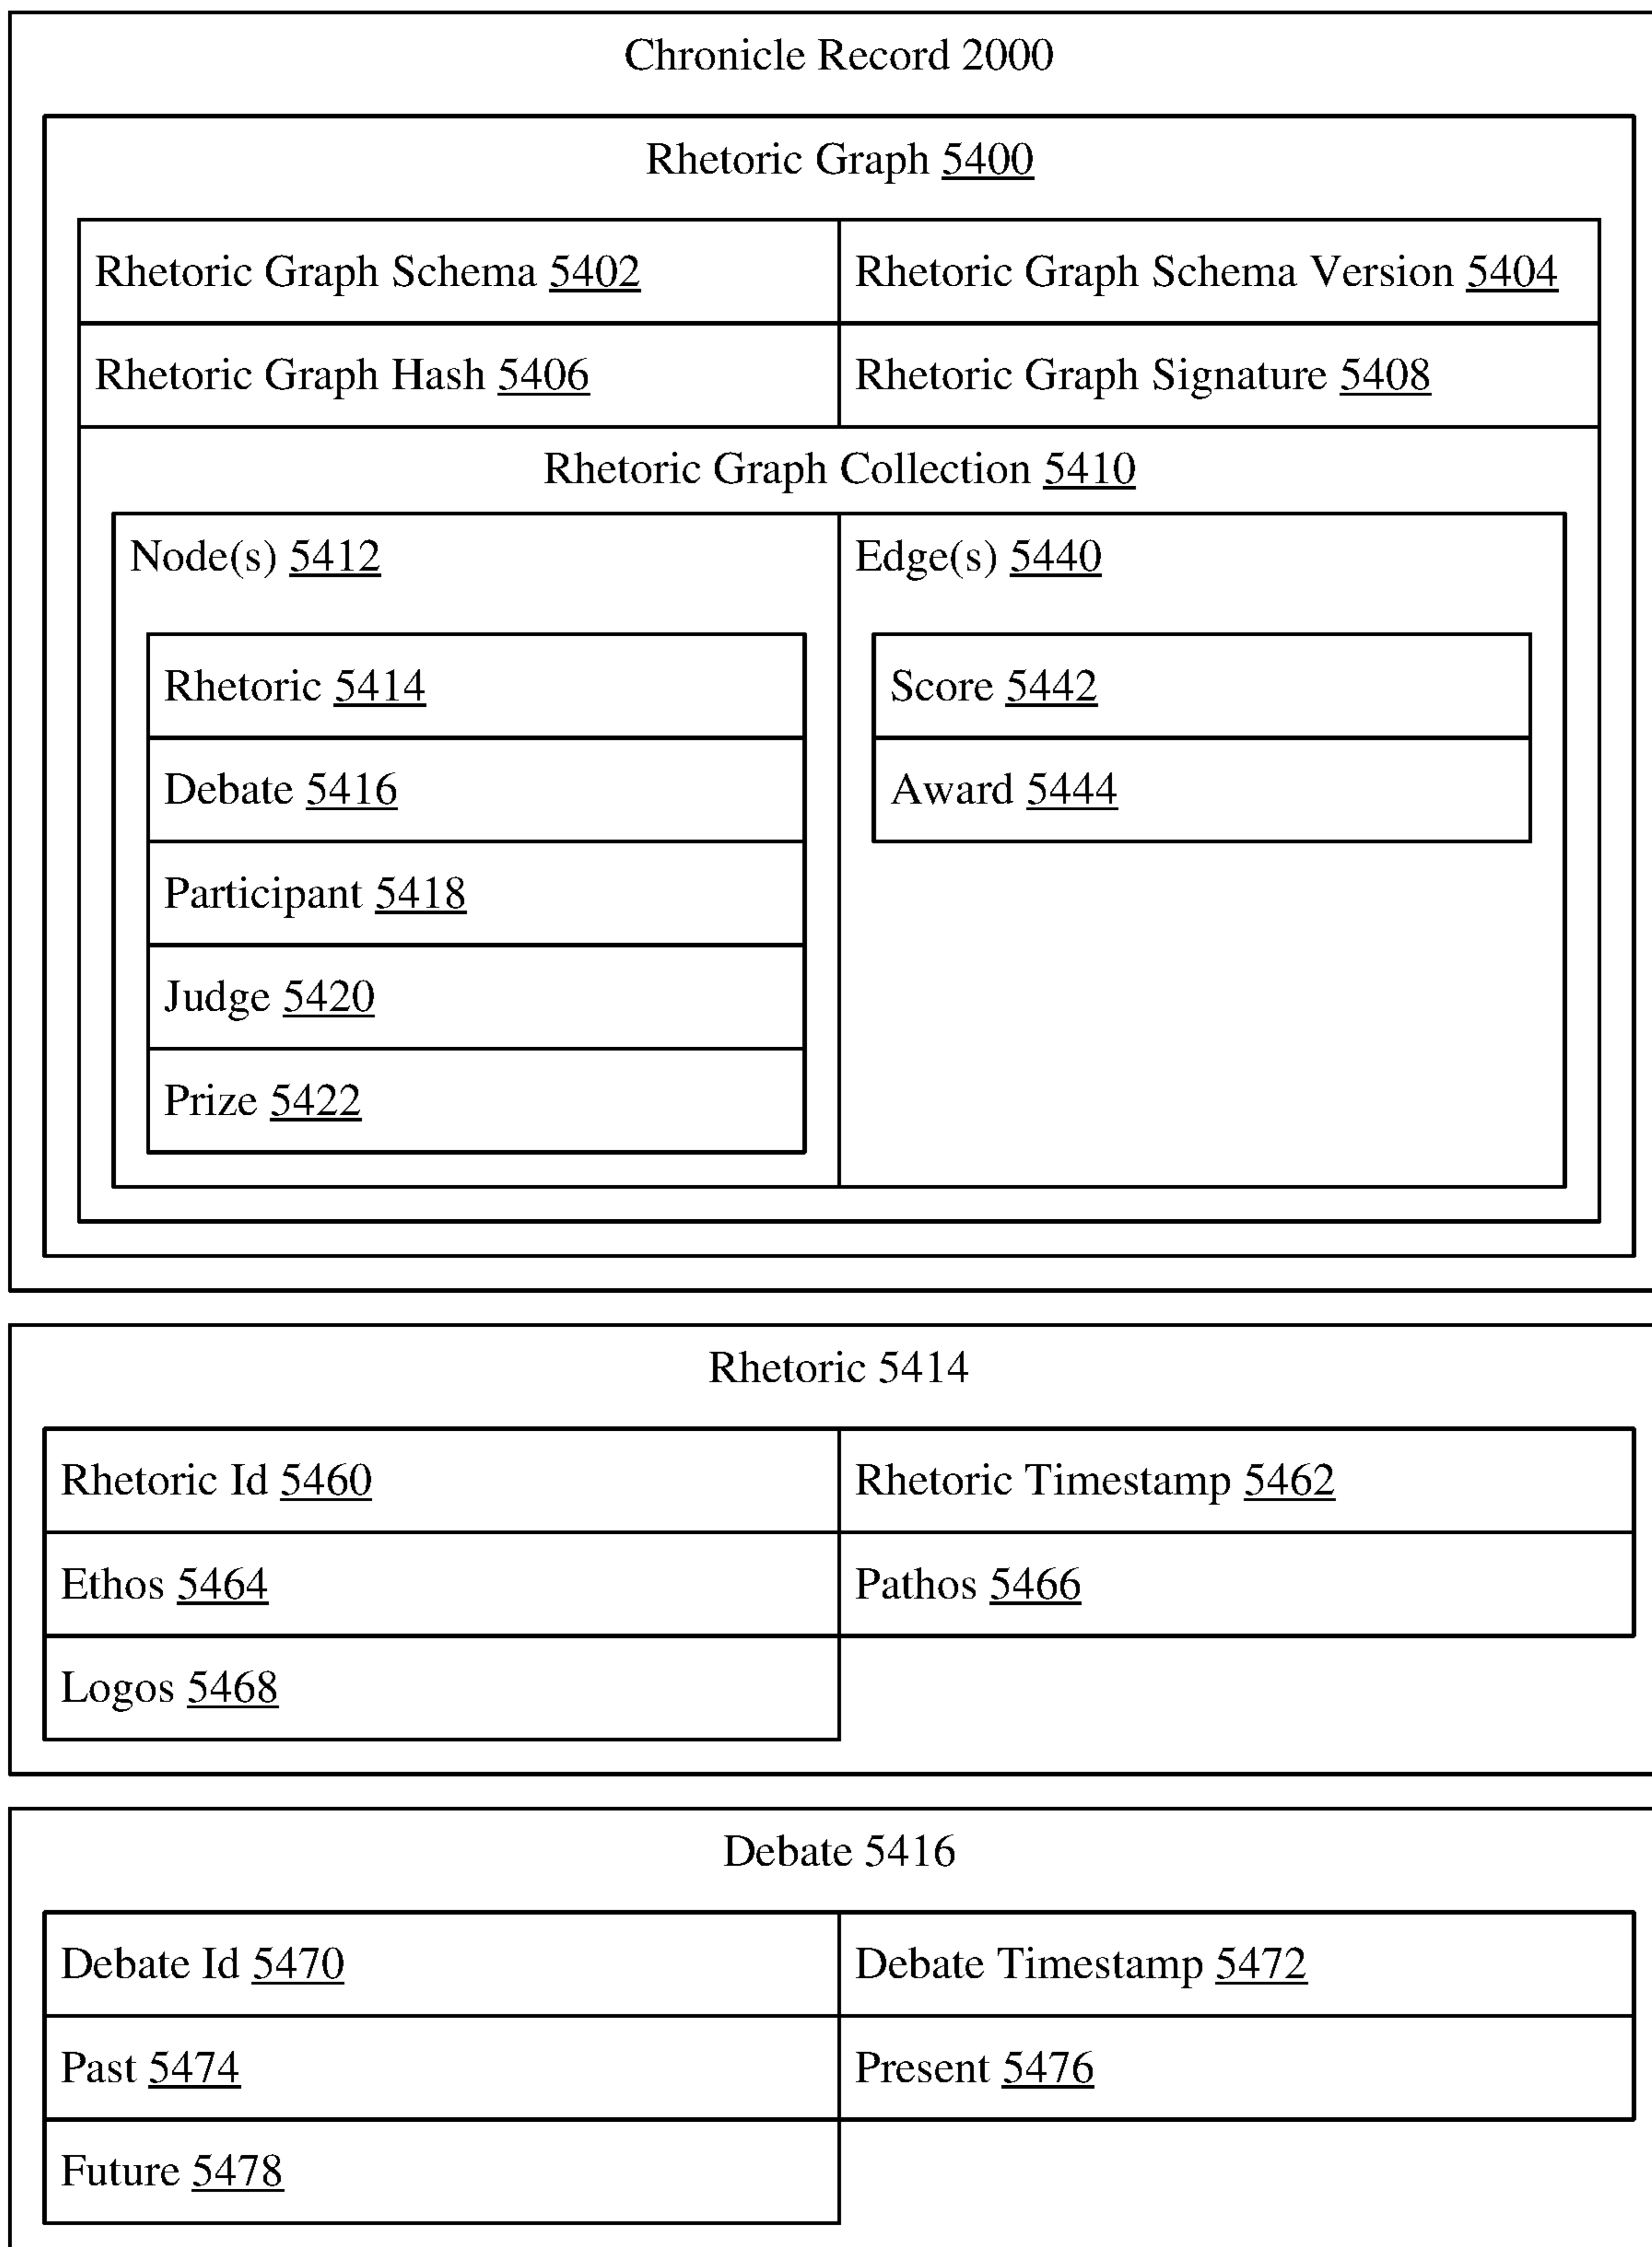 Chronicle Record 2000
Rhetoric Graph 5400
Rhetoric Graph Schema 5402
Rhetoric Graph Schema Version 5404
Rhetoric Graph Hash 5406
Rhetoric Graph Signature 5408
Rhetoric Graph Collection 5410
Node(s) 5412
Rhetoric 5414
Debate 5416
Participant 5418
Judge 5420
Prize 5422
Edge(s) 5440
Score 5442
Award 5444
Rhetoric 5414
Rhetoric Id 5460
Rhetoric Timestamp 5462
Ethos 5464
Pathos 5466
Logos 5468
Debate 5416
Debate Id 5470
Debate Timestamp 5472
Past 5474
Present 5476
Future 5478